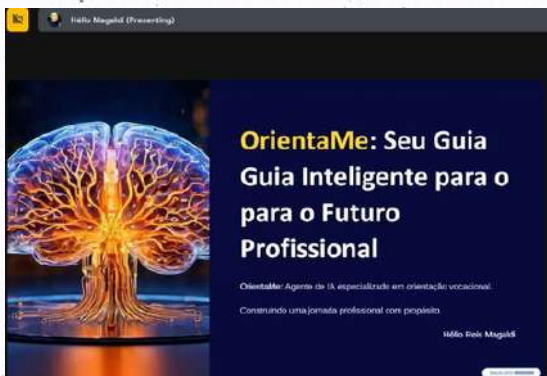 Hélio Magaldi (Presenting)
OrientaMe: Seu Guia
Guia Inteligente para o
para o Futuro
Profissional
OrientaMe: Agente de IA especializado em orientação vocacional.
Construindo uma jornada profissional com propósito.
Hélio Reis Magaldi